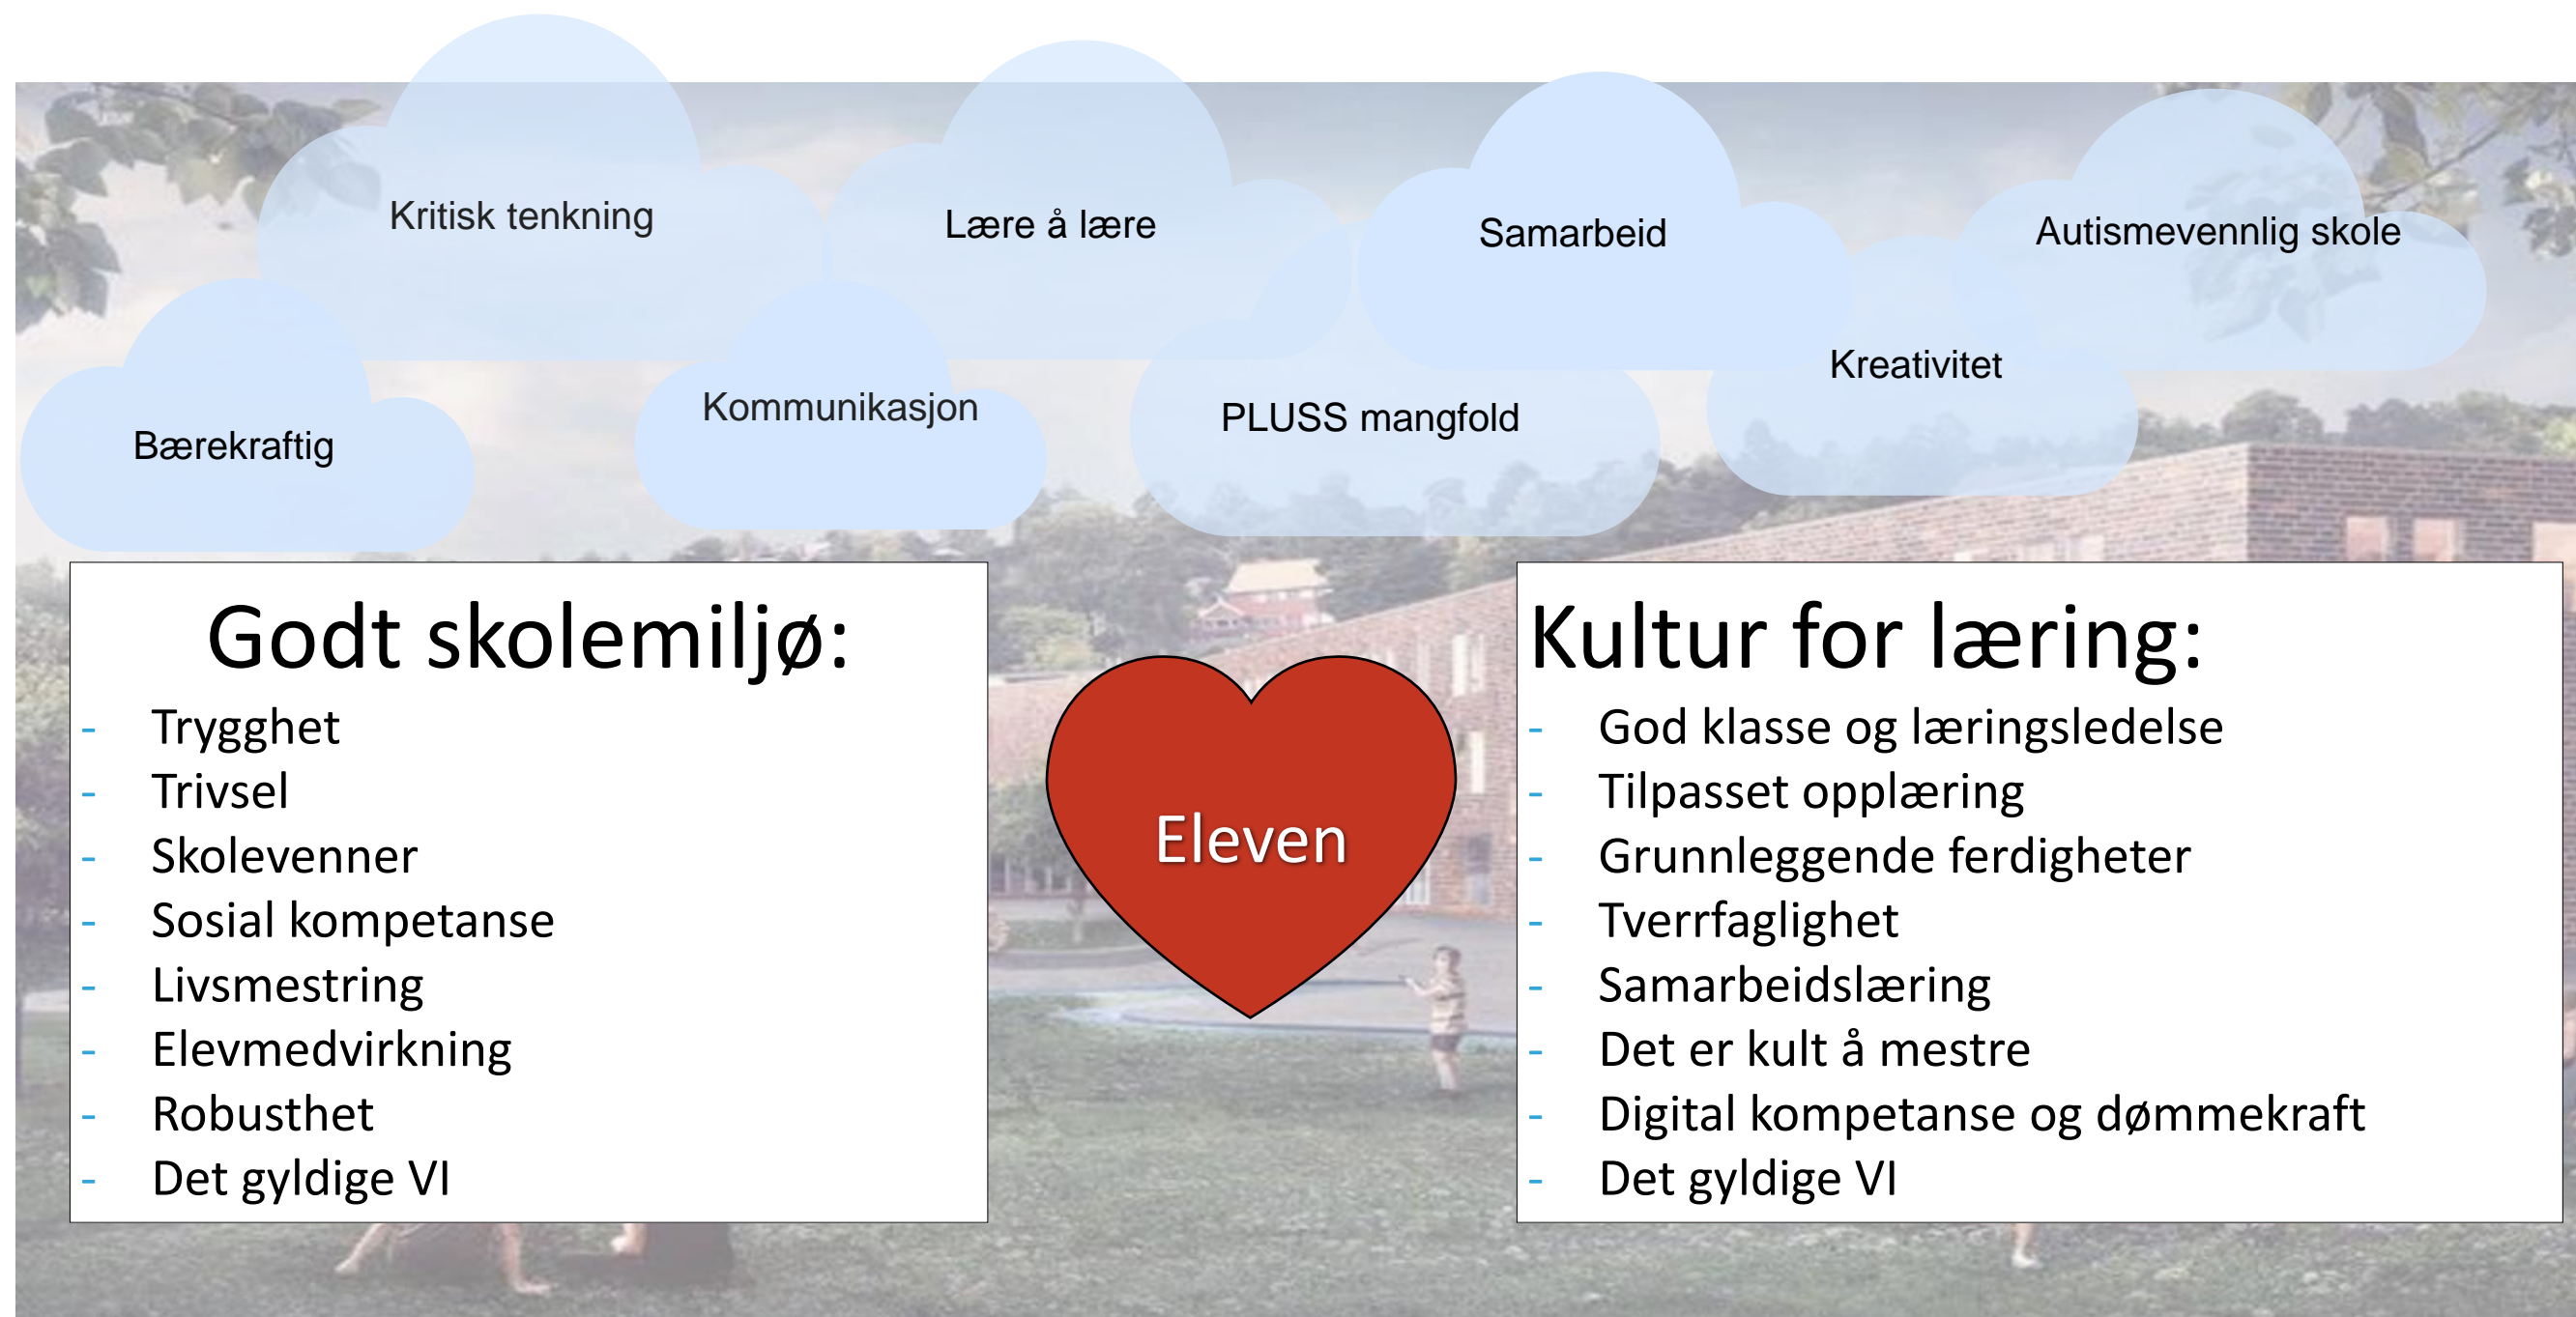 Kritisk tenkning
Lære å lære
Samarbeid
Autismevennlig skole
Bærekraftig
Kommunikasjon
PLUSS mangfold
Kreativitet
Godt skolemiljø:
- Trygghet
- Trivsel
- Skolevenner
- Sosial kompetanse
- Livsmestring
- Elevmedvirkning
- Robusthet
- Det gyldige VI
Eleven
Kultur for læring:
- God klasse og læringsledelse
- Tilpasset opplæring
- Grunnleggende ferdigheter
- Tverrfaglighet
- Samarbeidslæring
- Det er kult å mestre
- Digital kompetanse og dømmekraft
- Det gyldige VI